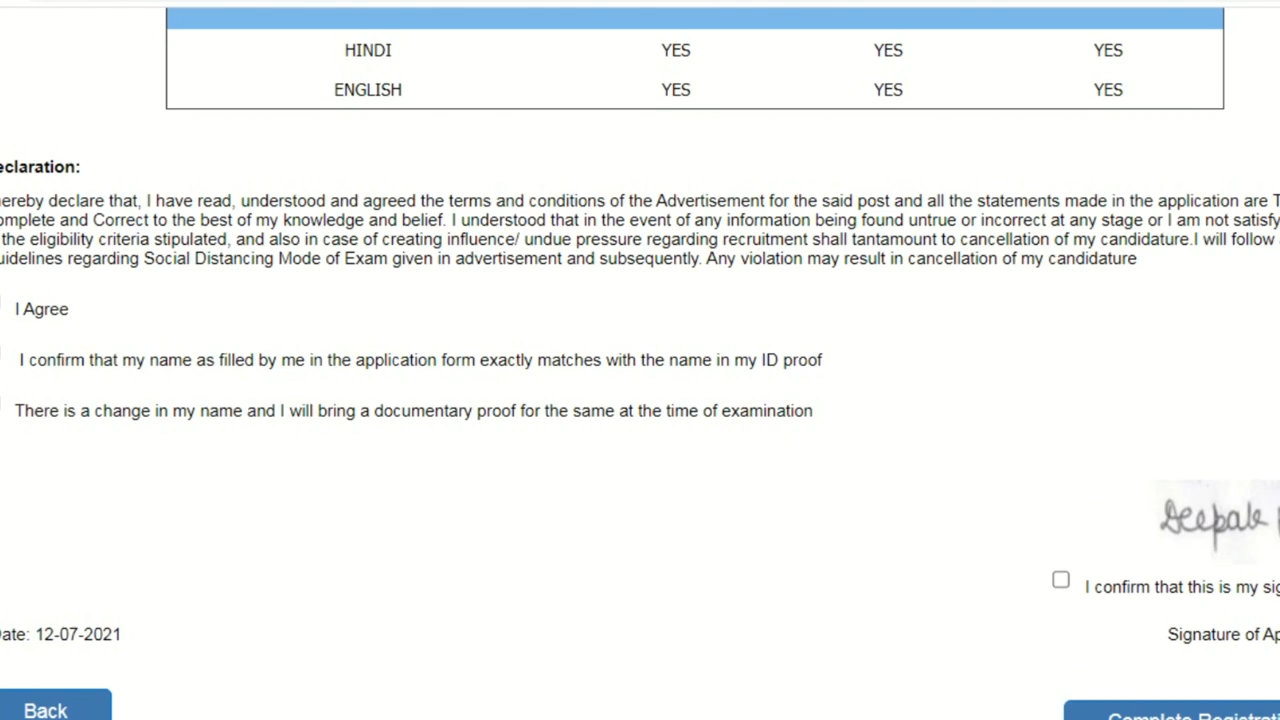 HINDI YES YES YES
ENGLISH YES YES YES
eclaration:
ereby declare that, I have read, understood and agreed the terms and conditions of the Advertisement for the said post and all the statements made in the application are T
omplete and Correct to the best of my knowledge and belief. I understood that in the event of any information being found untrue or incorrect at any stage or I am not satisfy
the eligibility criteria stipulated, and also in case of creating influence/ undue pressure regarding recruitment shall tantamount to cancellation of my candidature.I will follow
uidelines regarding Social Distancing Mode of Exam given in advertisement and subsequently. Any violation may result in cancellation of my candidature
I Agree
I confirm that my name as filled by me in the application form exactly matches with the name in my ID proof
There is a change in my name and I will bring a documentary proof for the same at the time of examination
Deepak
I confirm that this is my sig
ate: 12-07-2021
Signature of Ap
Back
Complete Registrati